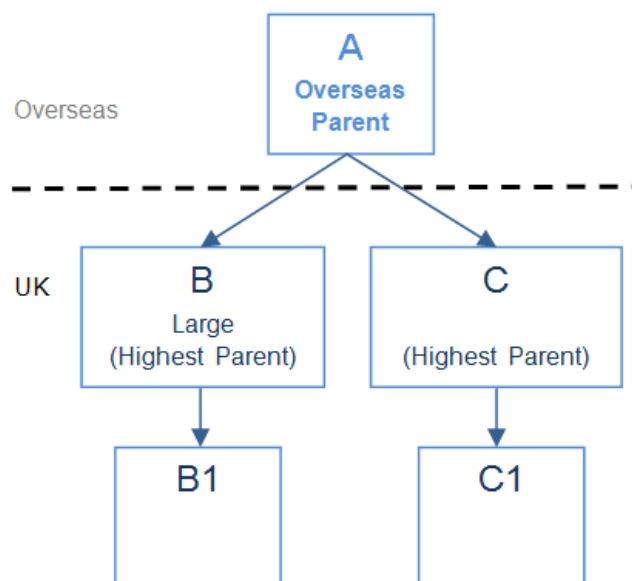 A
Overseas
Parent
Overseas
UK
B
Large
(Highest Parent)
C
(Highest Parent)
B1
C1